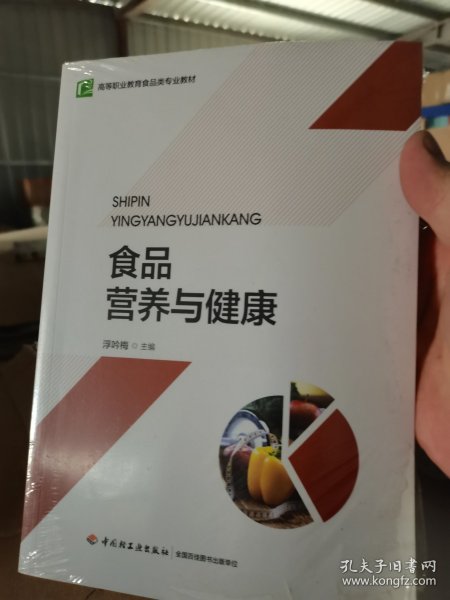 高等职业教育食品类专业教材
SHIPIN
YINGYANGYUJIANKANG
食品
营养与健康
浮吟梅 ◎ 主编
中国轻工业出版社
全国百佳图书出版单位
孔夫子旧书网
www.kongfz.com